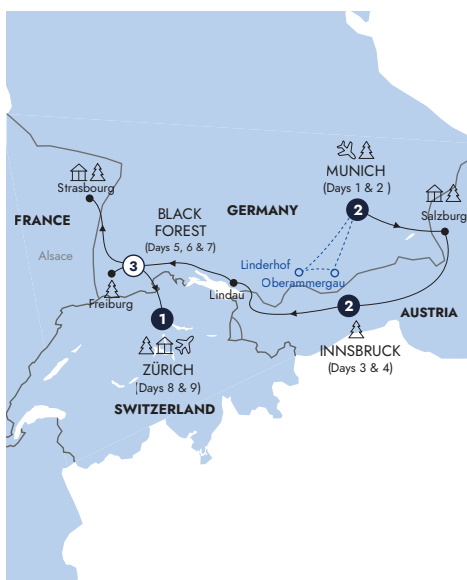 MUNICH
(Days 1 & 2 )
2
Strasbourg
Salzburg
FRANCE
BLACK
FOREST
(Days 5, 6 & 7)
GERMANY
Alsace
3
Linderhof
Oberammergau
Freiburg
Lindau
2
AUSTRIA
1
INNSBRUCK
(Days 3 & 4)
ZÜRICH
(Days 8 & 9)
SWITZERLAND